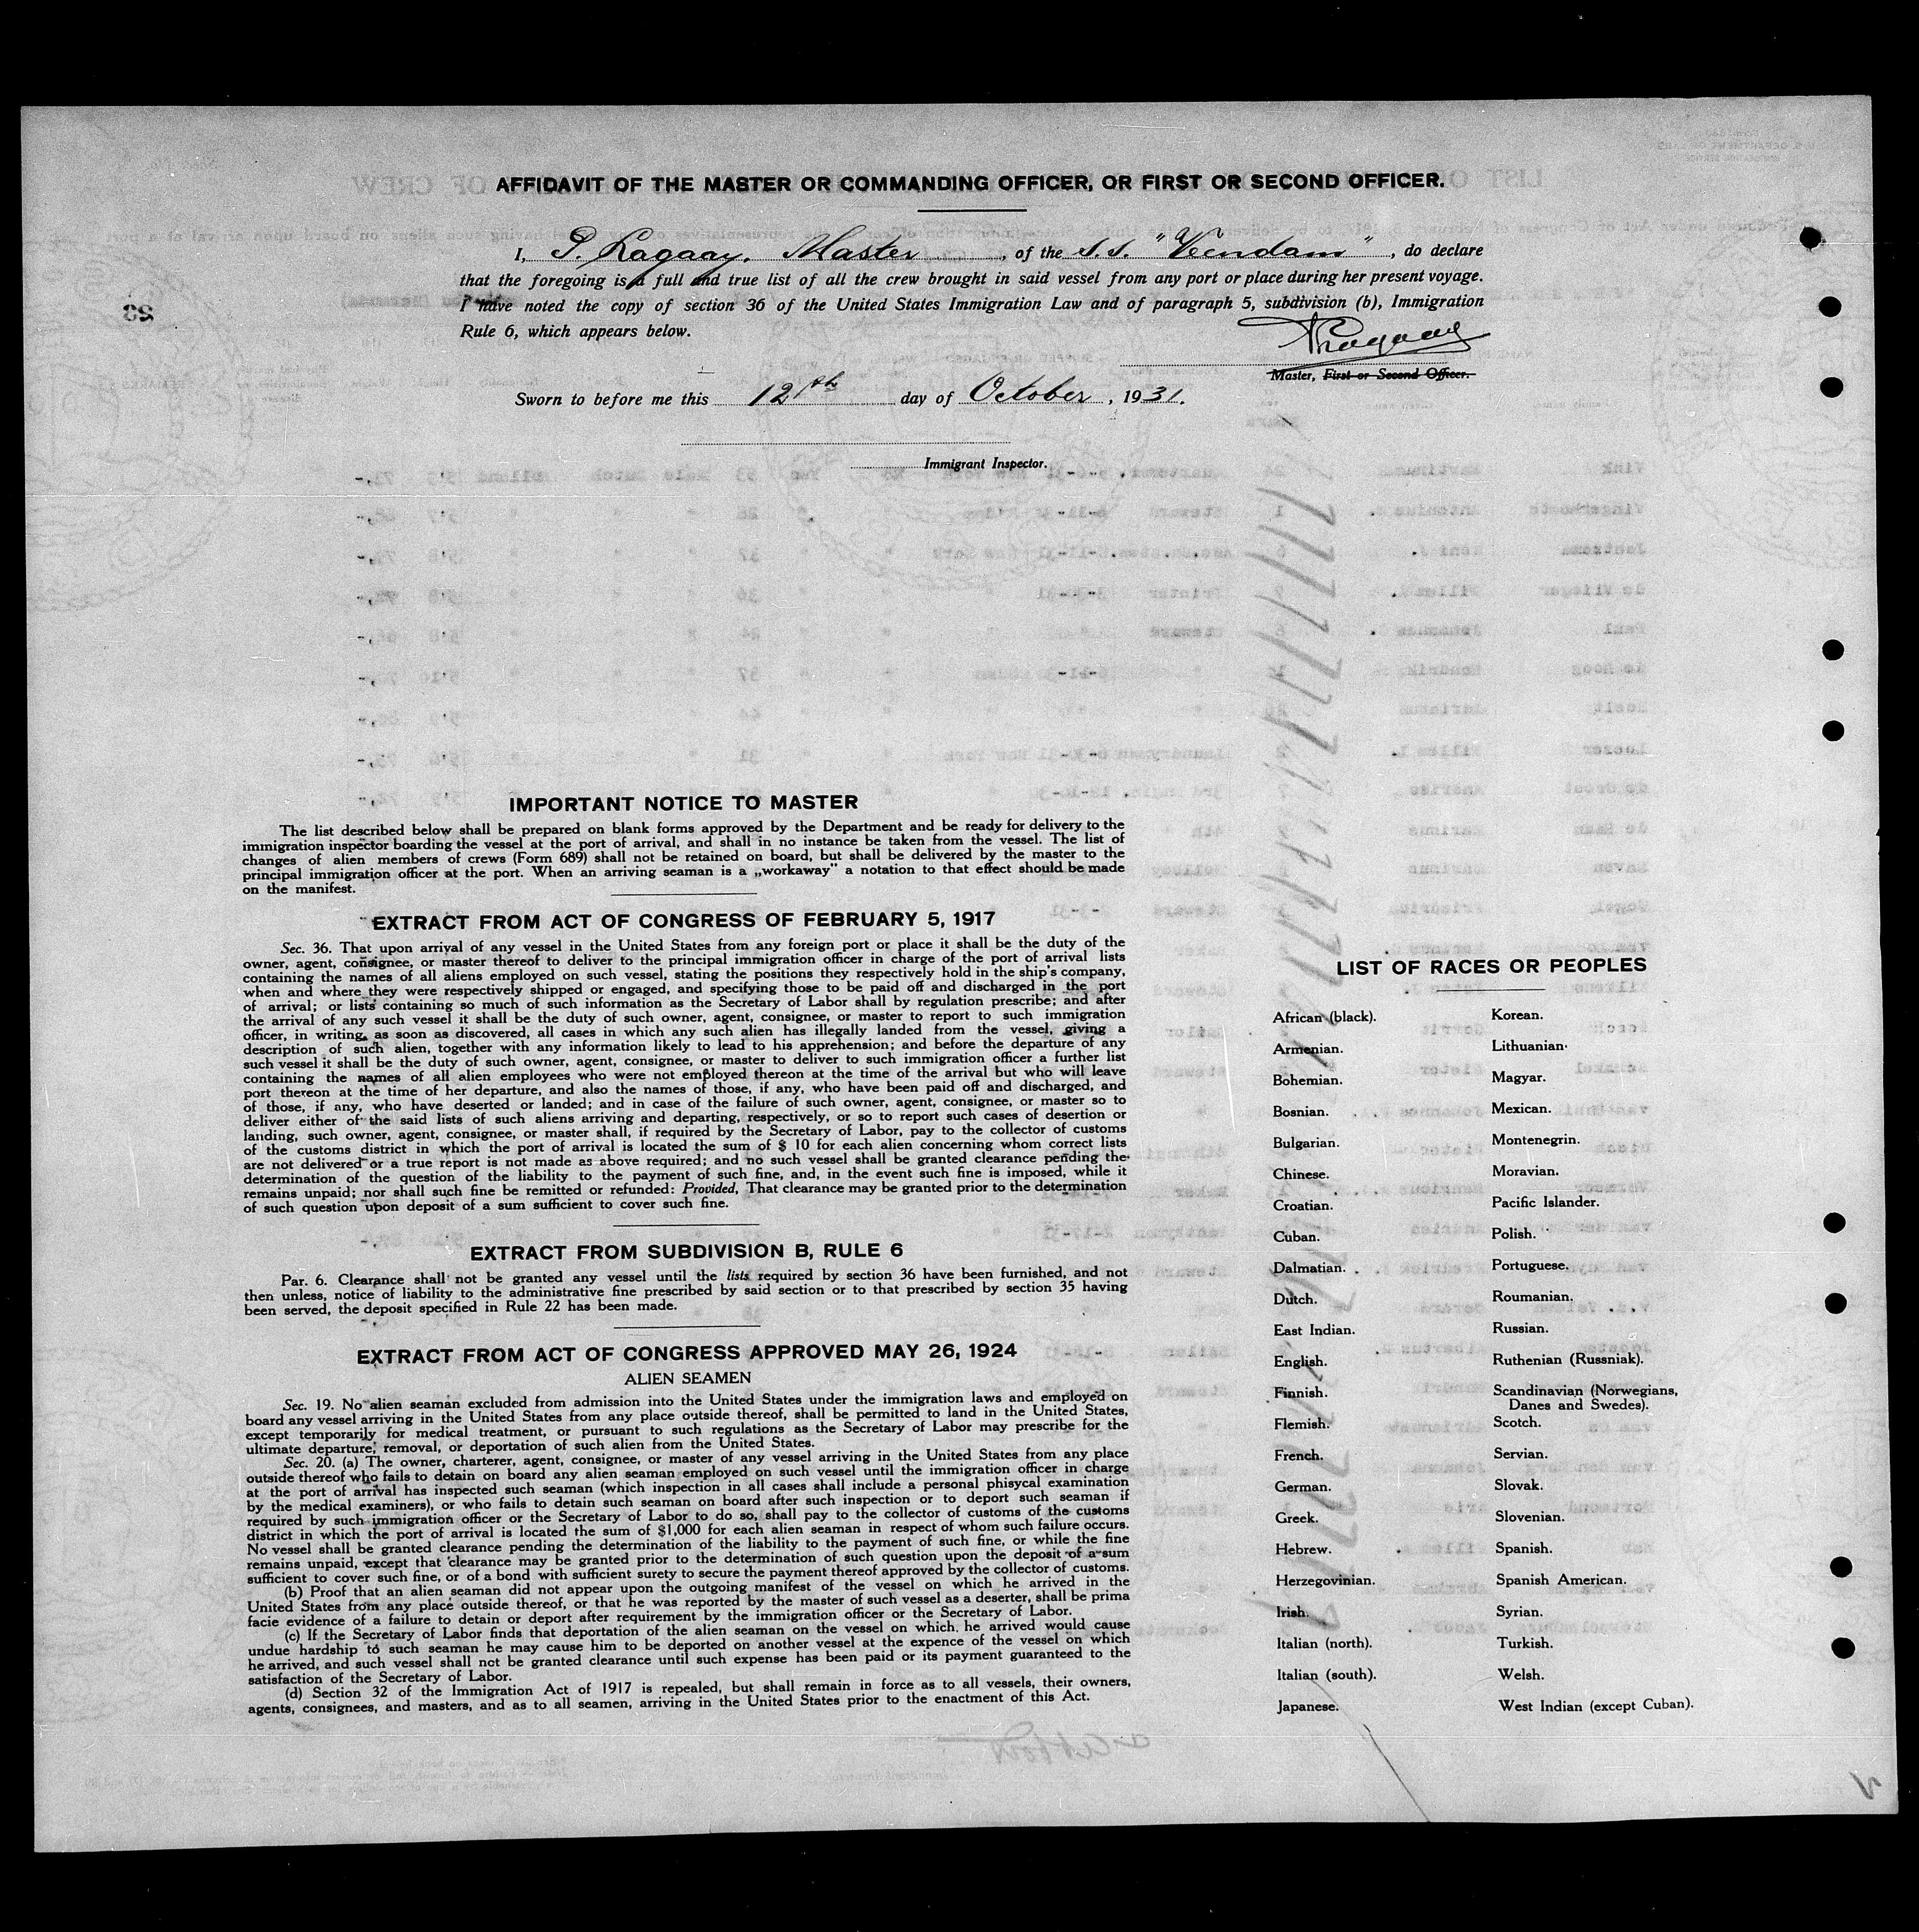 AFFIDAVIT OF THE MASTER OR COMMANDING OFFICER, OR FIRST OR SECOND OFFICER.
I, P. Lagaay. Master, of the S.S. "Veendam", do declare
that the foregoing is a full and true list of all the crew brought in said vessel from any port or place during her present voyage.
I have noted the copy of section 36 of the United States Immigration Law and of paragraph 5, subdivision (b), Immigration
Rule 6, which appears below.
PLagaay
Master, First or Second Officer.
Sworn to before me this 12th day of October, 1931.
Immigrant Inspector.
IMPORTANT NOTICE TO MASTER
The list described below shall be prepared on blank forms approved by the Department and be ready for delivery to the
immigration inspector boarding the vessel at the port of arrival, and shall in no instance be taken from the vessel. The list of
changes of alien members of crews (Form 689) shall not be retained on board, but shall be delivered by the master to the
principal immigration officer at the port. When an arriving seaman is a „workaway" a notation to that effect should be made
on the manifest.
EXTRACT FROM ACT OF CONGRESS OF FEBRUARY 5, 1917
Sec. 36. That upon arrival of any vessel in the United States from any foreign port or place it shall be the duty of the
owner, agent, consignee, or master thereof to deliver to the principal immigration officer in charge of the port of arrival lists
containing the names of all aliens employed on such vessel, stating the positions they respectively hold in the ship's company,
when and where they were respectively shipped or engaged, and specifying those to be paid off and discharged in the port
of arrival; or lists containing so much of such information as the Secretary of Labor shall by regulation prescribe; and after
the arrival of any such vessel it shall be the duty of such owner, agent, consignee, or master to report to such immigration
officer, in writing, as soon as discovered, all cases in which any such alien has illegally landed from the vessel, giving a
description of such alien, together with any information likely to lead to his apprehension; and before the departure of any
such vessel it shall be the duty of such owner, agent, consignee, or master to deliver to such immigration officer a further list
containing the names of all alien employees who were not employed thereon at the time of the arrival but who will leave
port thereon at the time of her departure, and also the names of those, if any, who have been paid off and discharged, and
of those, if any, who have deserted or landed; and in case of the failure of such owner, agent, consignee, or master so to
deliver either of the said lists of such aliens arriving and departing, respectively, or so to report such cases of desertion or
landing, such owner, agent, consignee, or master shall, if required by the Secretary of Labor, pay to the collector of customs
of the customs district in which the port of arrival is located the sum of $ 10 for each alien concerning whom correct lists
are not delivered or a true report is not made as above required; and no such vessel shall be granted clearance pending the
determination of the question of the liability to the payment of such fine, and, in the event such fine is imposed, while it
remains unpaid; nor shall such fine be remitted or refunded: Provided, That clearance may be granted prior to the determination
of such question upon deposit of a sum sufficient to cover such fine.
EXTRACT FROM SUBDIVISION B, RULE 6
Par. 6. Clearance shall not be granted any vessel until the lists required by section 36 have been furnished, and not
then unless, notice of liability to the administrative fine prescribed by said section or to that prescribed by section 35 having
been served, the deposit specified in Rule 22 has been made.
EXTRACT FROM ACT OF CONGRESS APPROVED MAY 26, 1924
ALIEN SEAMEN
Sec. 19. No alien seaman excluded from admission into the United States under the immigration laws and employed on
board any vessel arriving in the United States from any place outside thereof, shall be permitted to land in the United States,
except temporarily for medical treatment, or pursuant to such regulations as the Secretary of Labor may prescribe for the
ultimate departure, removal, or deportation of such alien from the United States.
Sec. 20. (a) The owner, charterer, agent, consignee, or master of any vessel arriving in the United States from any place
outside thereof who fails to detain on board any alien seaman employed on such vessel until the immigration officer in charge
at the port of arrival has inspected such seaman (which inspection in all cases shall include a personal phisycal examination
by the medical examiners), or who fails to detain such seaman on board after such inspection or to deport such seaman if
required by such immigration officer or the Secretary of Labor to do so, shall pay to the collector of customs of the customs
district in which the port of arrival is located the sum of $1,000 for each alien seaman in respect of whom such failure occurs.
No vessel shall be granted clearance pending the determination of the liability to the payment of such fine, or while the fine
remains unpaid, except that clearance may be granted prior to the determination of such question upon the deposit of a sum
sufficient to cover such fine, or of a bond with sufficient surety to secure the payment thereof approved by the collector of customs.
(b) Proof that an alien seaman did not appear upon the outgoing manifest of the vessel on which he arrived in the
United States from any place outside thereof, or that he was reported by the master of such vessel as a deserter, shall be prima
facie evidence of a failure to detain or deport after requirement by the immigration officer or the Secretary of Labor.
(c) If the Secretary of Labor finds that deportation of the alien seaman on the vessel on which he arrived would cause
undue hardship to such seaman he may cause him to be deported on another vessel at the expence of the vessel on which
he arrived, and such vessel shall not be granted clearance until such expense has been paid or its payment guaranteed to the
satisfaction of the Secretary of Labor.
(d) Section 32 of the Immigration Act of 1917 is repealed, but shall remain in force as to all vessels, their owners,
agents, consignees, and masters, and as to all seamen, arriving in the United States prior to the enactment of this Act.
LIST OF RACES OR PEOPLES
African (black).
Armenian.
Bohemian.
Bosnian.
Bulgarian.
Chinese.
Croatian.
Cuban.
Dalmatian.
Dutch.
East Indian.
English.
Finnish.
Flemish.
French.
German.
Greek.
Hebrew.
Herzegovinian.
Irish.
Italian (north).
Italian (south).
Japanese.
Korean.
Lithuanian.
Magyar.
Mexican.
Montenegrin.
Moravian.
Pacific Islander.
Polish.
Portuguese.
Roumanian.
Russian.
Ruthenian (Russniak).
Scandinavian (Norwegians,
Danes and Swedes).
Scotch.
Servian.
Slovak.
Slovenian.
Spanish.
Spanish American.
Syrian.
Turkish.
Welsh.
West Indian (except Cuban).